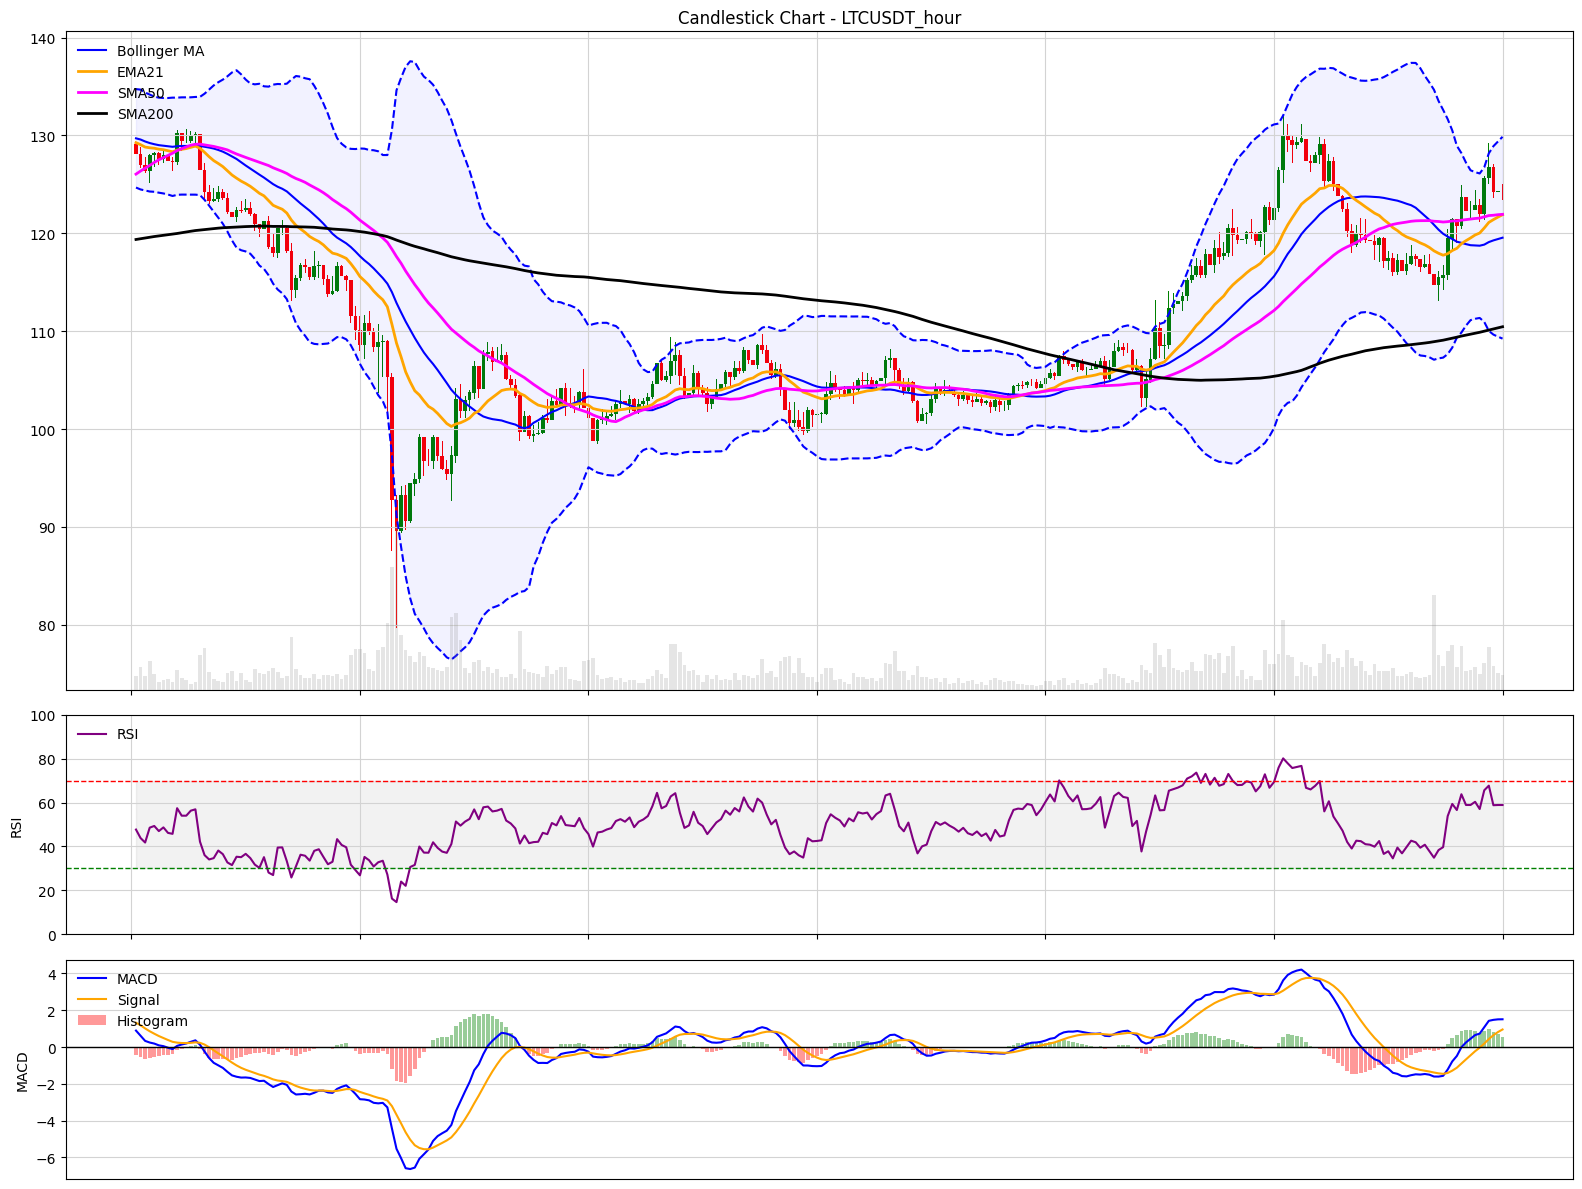 Candlestick Chart - LTCUSDT_hour
140
130
120
110
100
90
80
Bollinger MA
EMA21
SMA50
SMA200
100
80
60
40
20
0
RSI
RSI
4
2
0
−2
−4
−6
MACD
MACD
Signal
Histogram